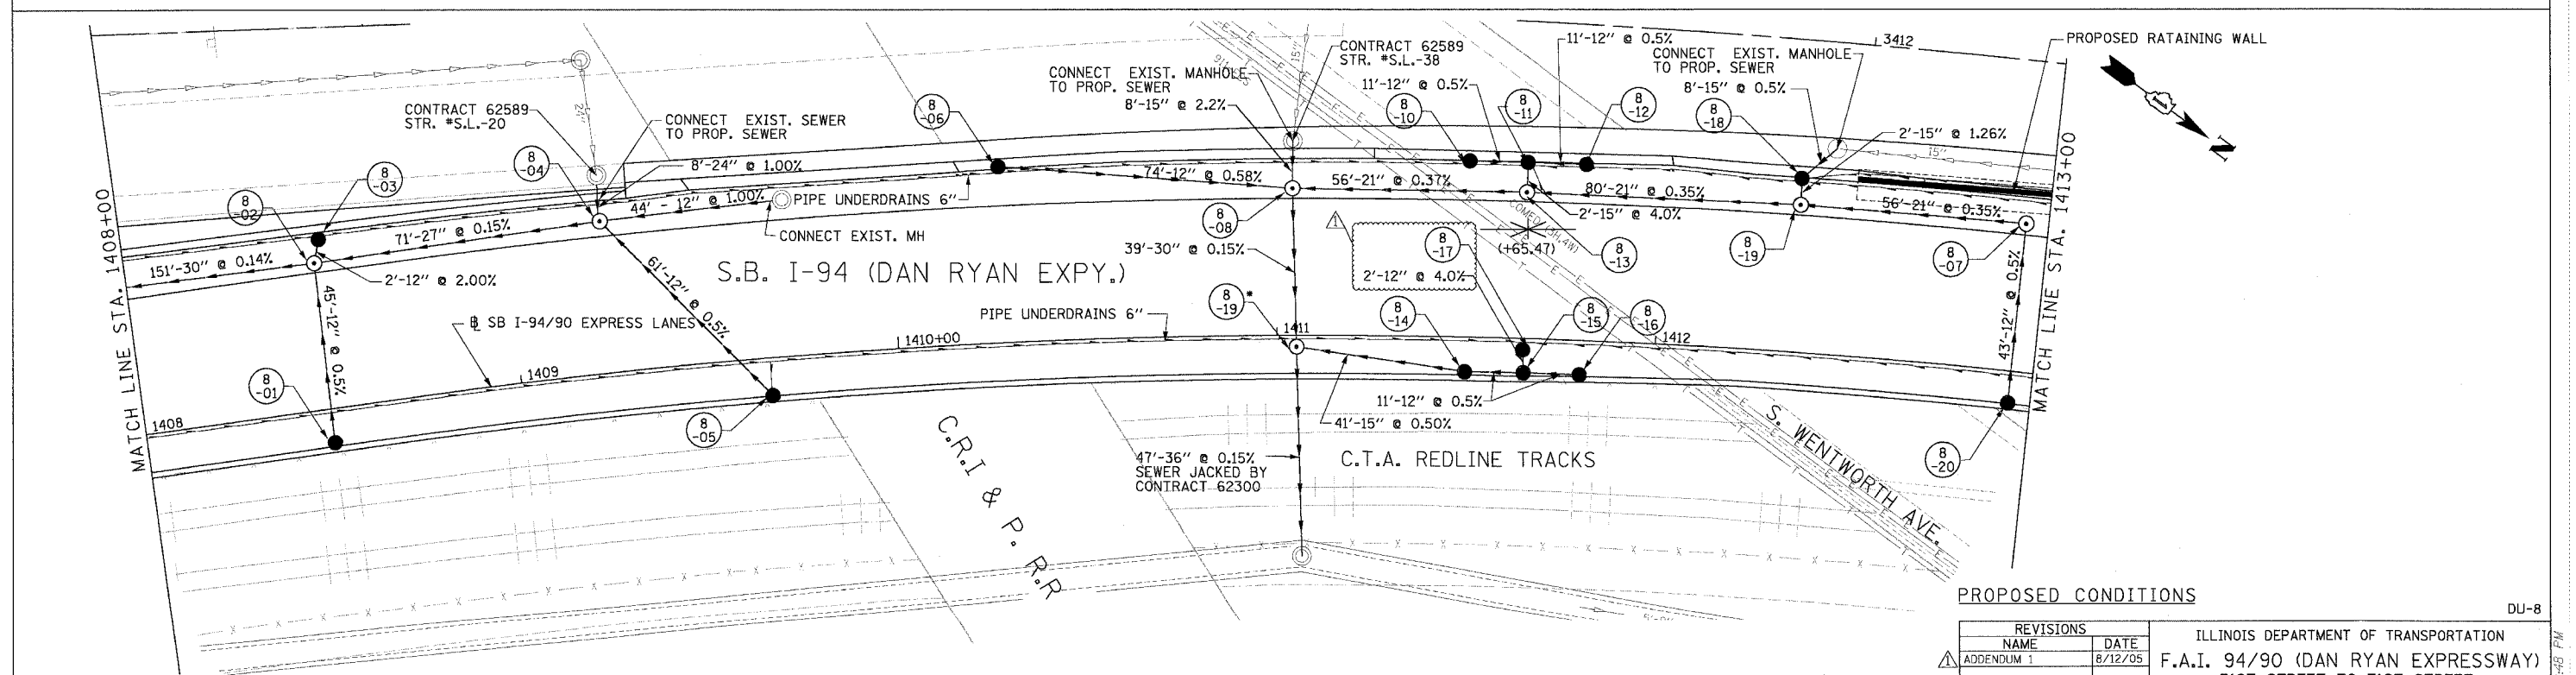 3412
PROPOSED RATAINING WALL
CONTRACT 62589
STR. #S.L.-38
11'-12" @ 0.5%
CONNECT EXIST. MANHOLE
TO PROP. SEWER
8'-15" @ 0.5%
CONNECT EXIST. MANHOLE
TO PROP. SEWER
8'-15" @ 2.2%
11'-12" @ 0.5%
15"
24"
CONTRACT 62589
STR. #S.L.-20
CONNECT EXIST. SEWER
TO PROP. SEWER
8
-06
8
-10
8
-11
8
-12
8
-18
2'-15" @ 1.26%
15"
N
8
-04
8'-24" @ 1.00%
8
-03
8
-02
44' - 12" @ 1.00%
PIPE UNDERDRAINS 6"
74'-12" @ 0.58%
56'-21" @ 0.37%
80'-21" @ 0.35%
56'-21" @ 0.35%
2'-15" @ 4.0%
8
-08
71'-27" @ 0.15%
CONNECT EXIST. MH
151'-30" @ 0.14%
2'-12" @ 2.00%
39'-30" @ 0.15%
1
8
-17
2'-12" @ 4.0%
COMED (3H,4W)
(+65.47)
8
-13
8
-19
8
-07
MATCH LINE STA. 1408+00
MATCH LINE STA. 1413+00
S.B. I-94 (DAN RYAN EXPY.)
61'-12" @ 0.5%
45'-12" @ 0.5%
43'-12" @ 0.5%
℄ SB I-94/90 EXPRESS LANES
PIPE UNDERDRAINS 6"
8
-19*
8
-14
8
-15
8
-16
1408
1409
1410+00
1411
1412
8
-01
8
-05
11'-12" @ 0.5%
41'-15" @ 0.50%
8
-20
C.R.I & P. R.R
47'-36" @ 0.15%
SEWER JACKED BY
CONTRACT 62300
C.T.A. REDLINE TRACKS
S. WENTWORTH AVE.
PROPOSED CONDITIONS
DU-8
REVISIONS
NAME DATE
1 ADDENDUM 1 8/12/05
ILLINOIS DEPARTMENT OF TRANSPORTATION
F.A.I. 94/90 (DAN RYAN EXPRESSWAY)